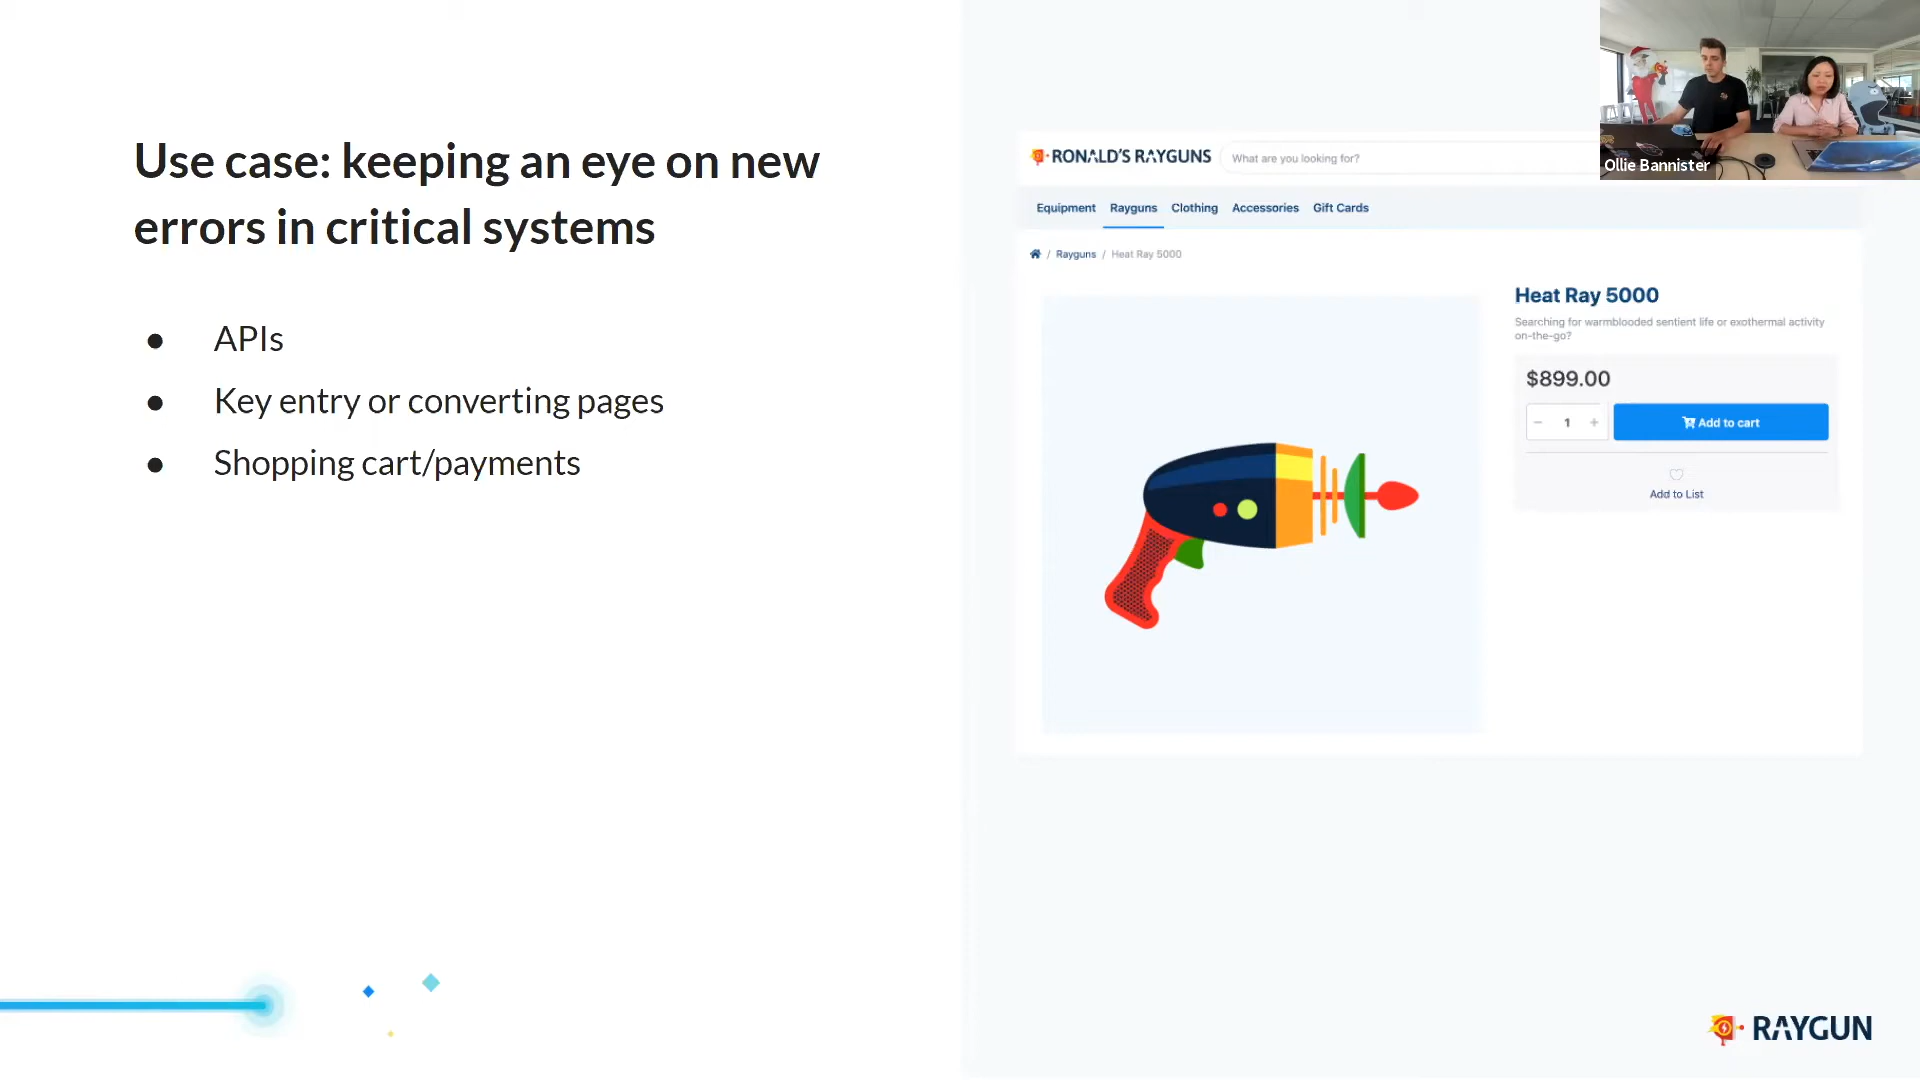 Use case: keeping an eye on new
errors in critical systems
● APIs
● Key entry or converting pages
● Shopping cart/payments
RONALD'S RAYGUNS
What are you looking for?
Equipment Rayguns Clothing Accessories Gift Cards
/ Rayguns / Heat Ray 5000
Heat Ray 5000
Searching for warmblooded sentient life or exothermal activity
on-the-go?
$899.00
− 1 + Add to cart
Add to List
Ollie Bannister
RAYGUN